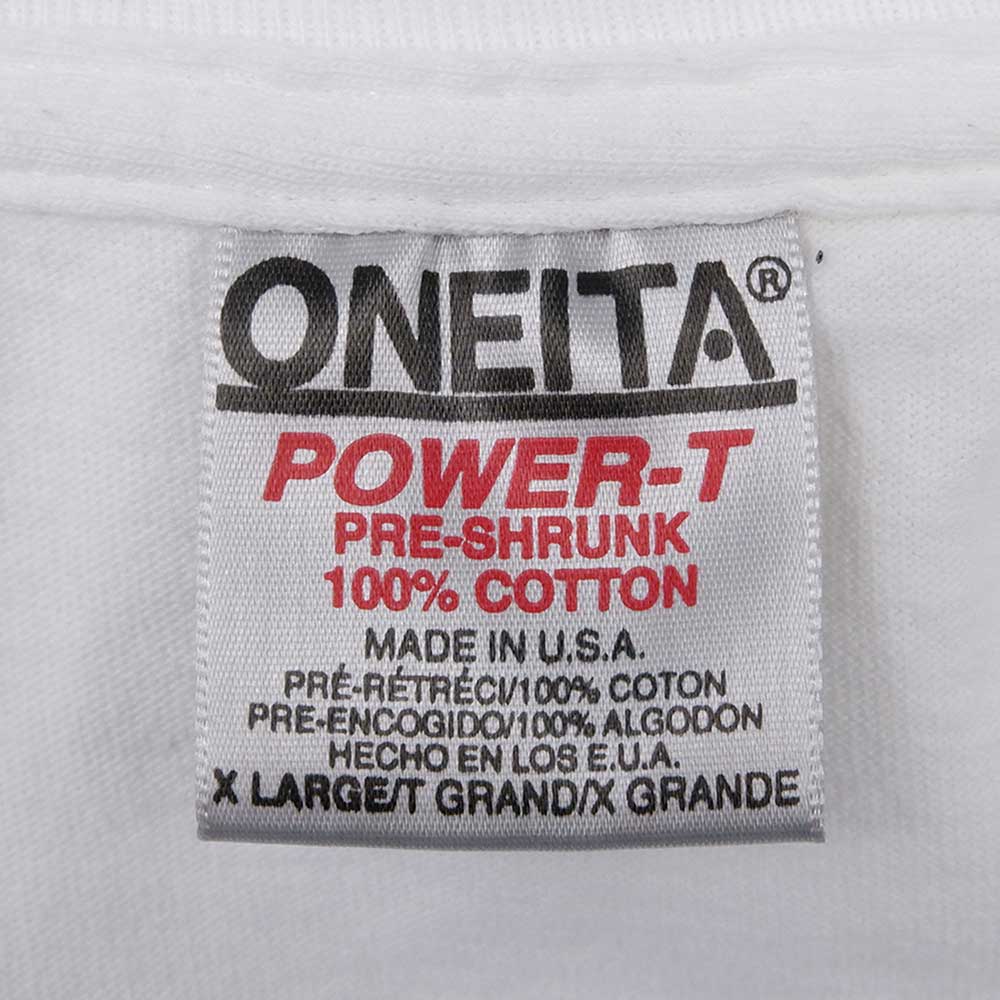 ONEITA®
POWER-T
PRE-SHRUNK
100% COTTON
MADE IN U.S.A.
PRÉ-RÉTRÉCI/100% COTON
PRE-ENCOGIDO/100% ALGODON
HECHO EN LOS E.U.A.
X LARGE/T GRAND/X GRANDE